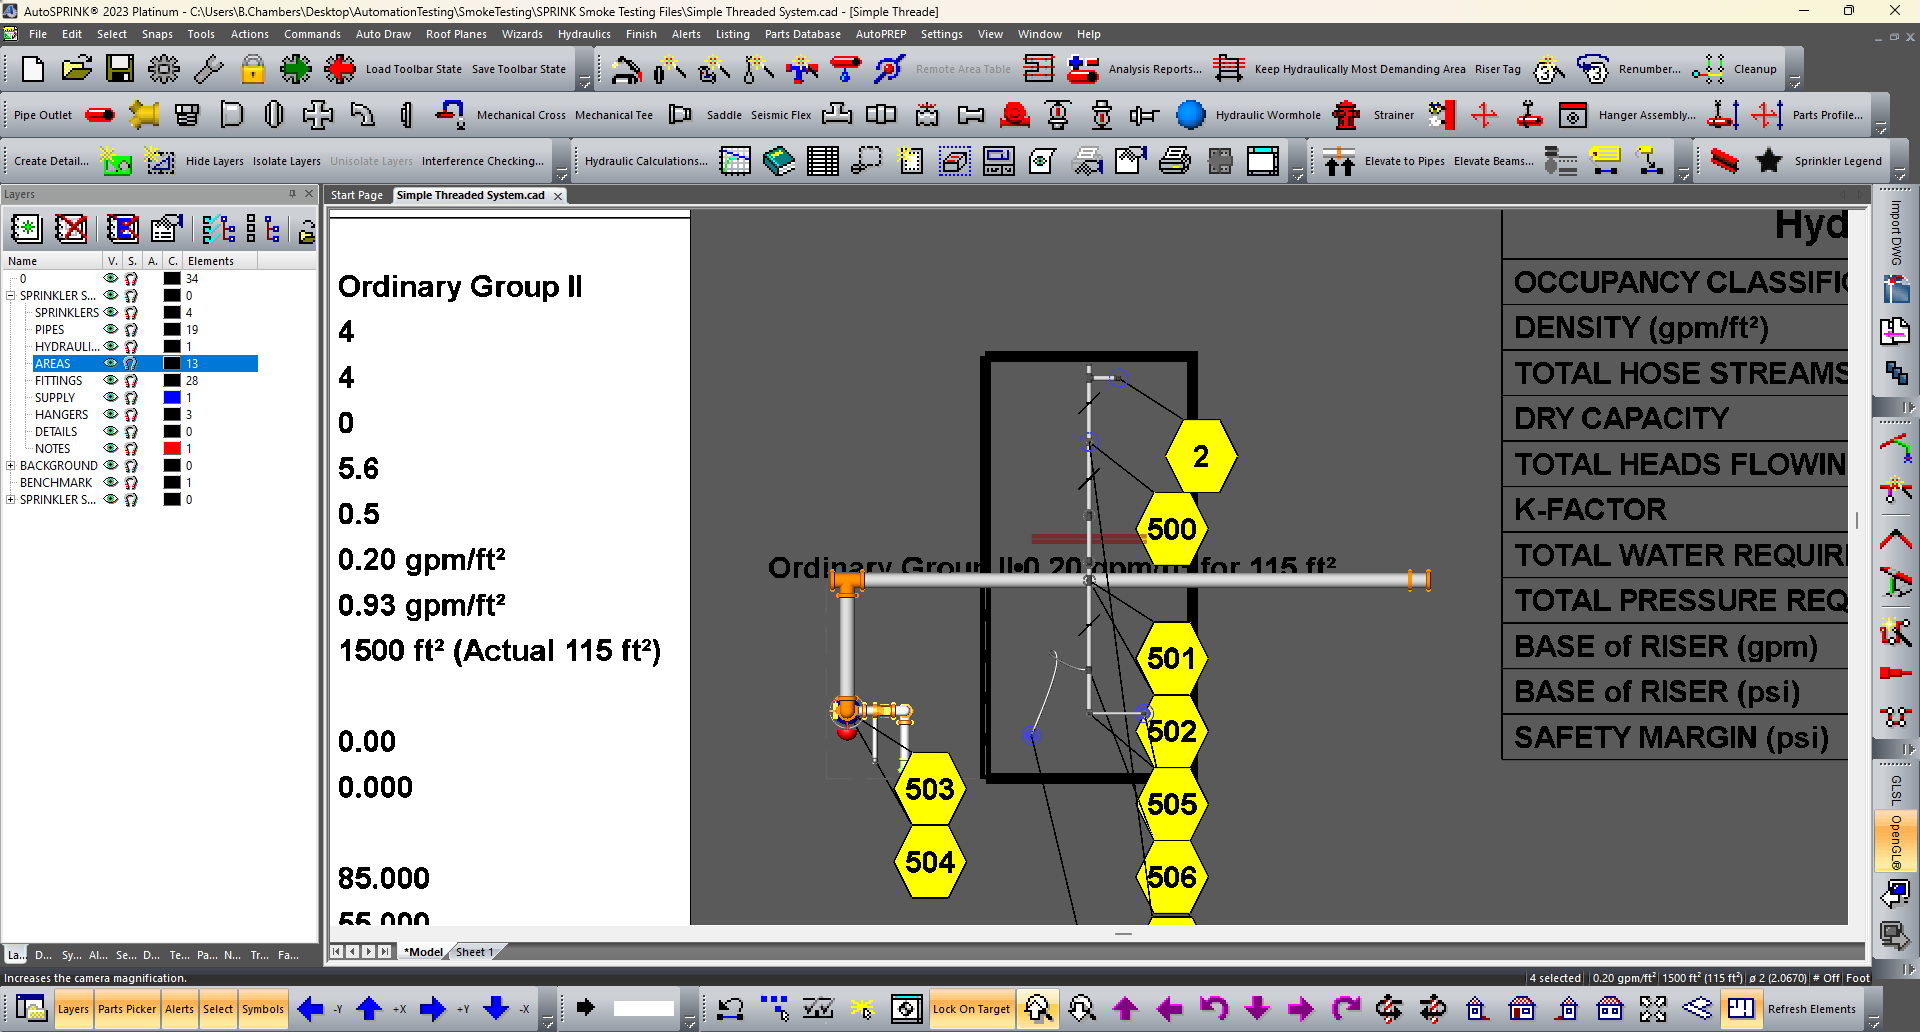 AutoSPRINK® 2023 Platinum - C:\Users\B.Chambers\Desktop\AutomationTesting\SmokeTesting\SPRINK Smoke Testing Files\Simple Threaded System.cad - [Simple Threade]
File Edit Select Snaps Tools Actions Commands Auto Draw Roof Planes Wizards Hydraulics Finish Alerts Listing Parts Database AutoPREP Settings View Window Help
Load Toolbar State Save Toolbar State Remote Area Table Analysis Reports... Keep Hydraulically Most Demanding Area Riser Tag Renumber... Cleanup
Pipe Outlet Mechanical Cross Mechanical Tee Saddle Seismic Flex Hydraulic Wormhole Strainer Hanger Assembly... Parts Profile...
Create Detail... Hide Layers Isolate Layers Unisolate Layers Interference Checking... Hydraulic Calculations... Elevate to Pipes Elevate Beams... Sprinkler Legend
Layers
Start Page Simple Threaded System.cad
Name V. S. A. C. Elements
0 34
SPRINKLER S... 0
SPRINKLERS 4
PIPES 19
HYDRAULI... 1
AREAS 13
FITTINGS 28
SUPPLY 1
HANGERS 3
DETAILS 0
NOTES 1
BACKGROUND 0
BENCHMARK 1
SPRINKLER S... 0
La... D... Sy... Al... Se... D... Te... Pa... N... Tr... Fa...
Ordinary Group II
4
4
0
5.6
0.5
0.20 gpm/ft²
0.93 gpm/ft²
1500 ft² (Actual 115 ft²)
0.00
0.000
85.000
55.000
2
500
Ordinary Group II•0.20 gpm/ft² for 115 ft²
501
502
503
505
504
506
Hyd
OCCUPANCY CLASSIFIC
DENSITY (gpm/ft²)
TOTAL HOSE STREAMS
DRY CAPACITY
TOTAL HEADS FLOWIN
K-FACTOR
TOTAL WATER REQUIR
TOTAL PRESSURE REQ
BASE of RISER (gpm)
BASE of RISER (psi)
SAFETY MARGIN (psi)
Import DWG
GLSL
OpenGL®
*Model Sheet 1
Increases the camera magnification.
4 selected 0.20 gpm/ft² 1500 ft² (115 ft²) ø 2 (2.0670) # Off Foot
Layers Parts Picker Alerts Select Symbols -Y +X +Y -X Lock On Target Refresh Elements